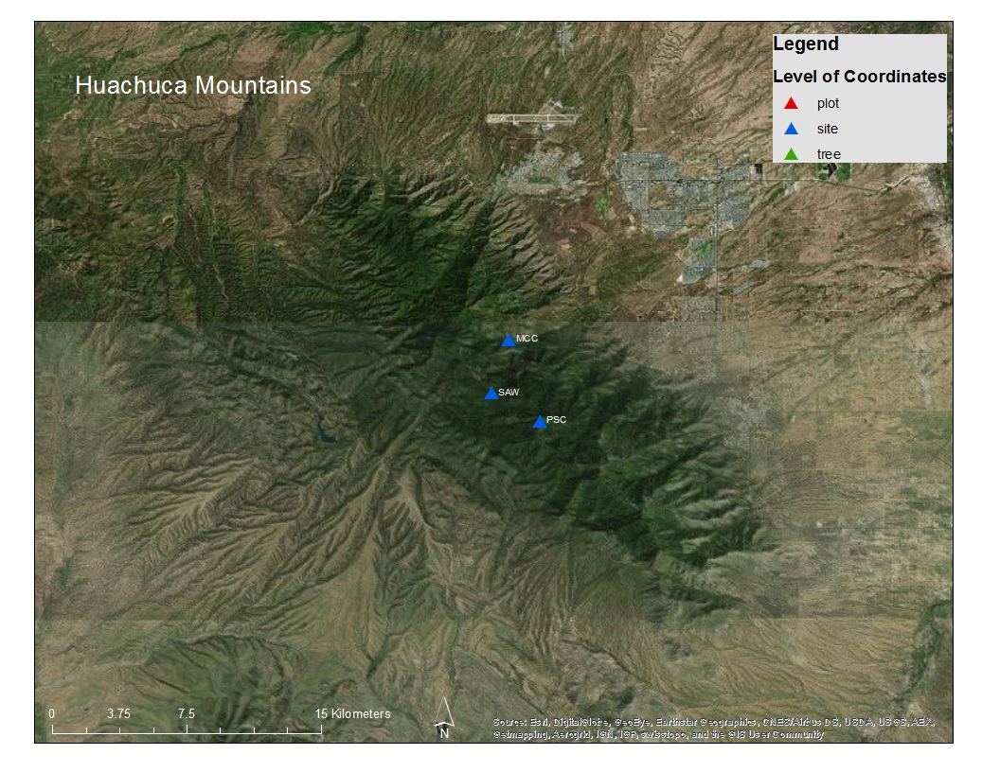 Huachuca Mountains
Legend
Level of Coordinates
plot
site
tree
MCC
SAW
PSC
0 3.75 7.5 15 Kilometers
N
Source: Esri, DigitalGlobe, GeoEye, Earthstar Geographics, CNES/Airbus DS, USDA, USGS, AEX,
Getmapping, Aerogrid, IGN, IGP, swisstopo, and the GIS User Community